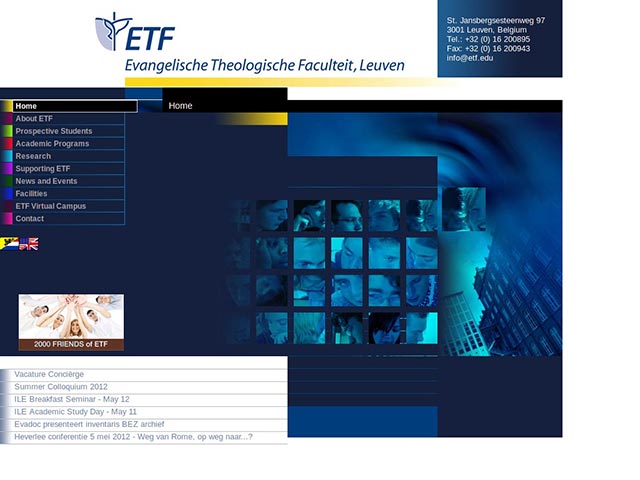 ETF
Evangelische Theologische Faculteit, Leuven
St. Jansbergsesteenweg 97
3001 Leuven, Belgium
Tel.: +32 (0) 16 200895
Fax: +32 (0) 16 200943
info@etf.edu
Home
Home
About ETF
Prospective Students
Academic Programs
Research
Supporting ETF
News and Events
Facilities
ETF Virtual Campus
Contact
2000 FRIENDS of ETF
Vacature Conciërge
Summer Colloquium 2012
ILE Breakfast Seminar - May 12
ILE Academic Study Day - May 11
Evadoc presenteert inventaris BEZ archief
Heverlee conferentie 5 mei 2012 - Weg van Rome, op weg naar...?